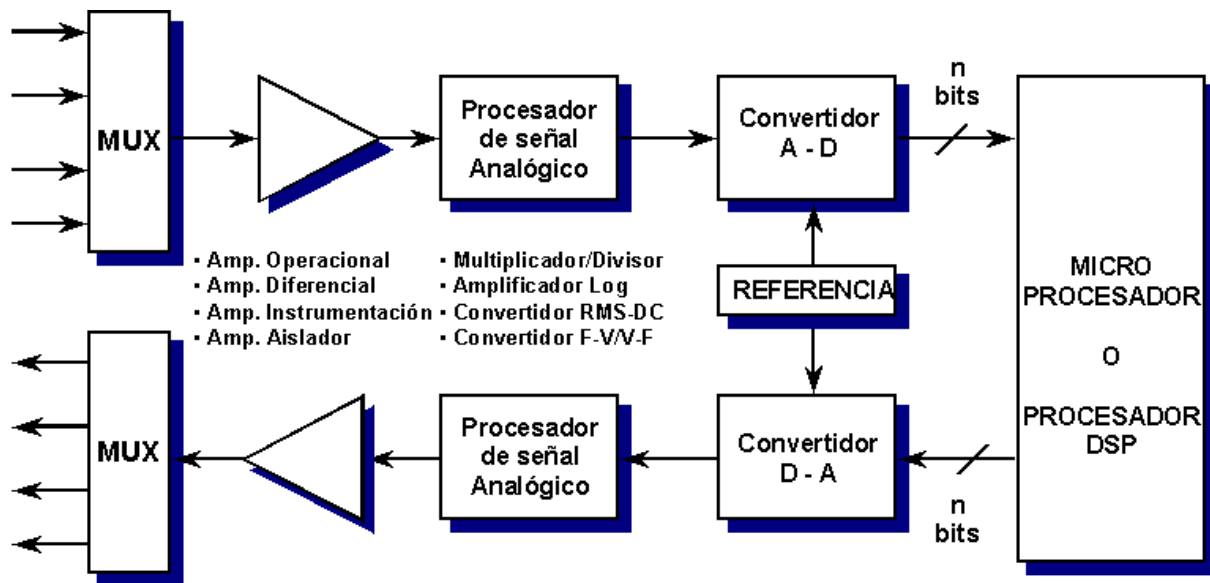 MUX
Procesador
de señal
Analógico
Convertidor
A - D
n
bits
▪ Amp. Operacional
▪ Amp. Diferencial
▪ Amp. Instrumentación
▪ Amp. Aislador
▪ Multiplicador/Divisor
▪ Amplificador Log
▪ Convertidor RMS-DC
▪ Convertidor F-V/V-F
REFERENCIA
MICRO
PROCESADOR
O
PROCESADOR
DSP
MUX
Procesador
de señal
Analógico
Convertidor
D - A
n
bits